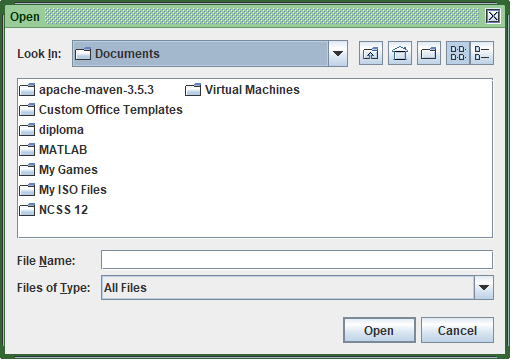 Open
Look In: Documents
apache-maven-3.5.3 Virtual Machines
Custom Office Templates
diploma
MATLAB
My Games
My ISO Files
NCSS 12
File Name:
Files of Type: All Files
Open Cancel